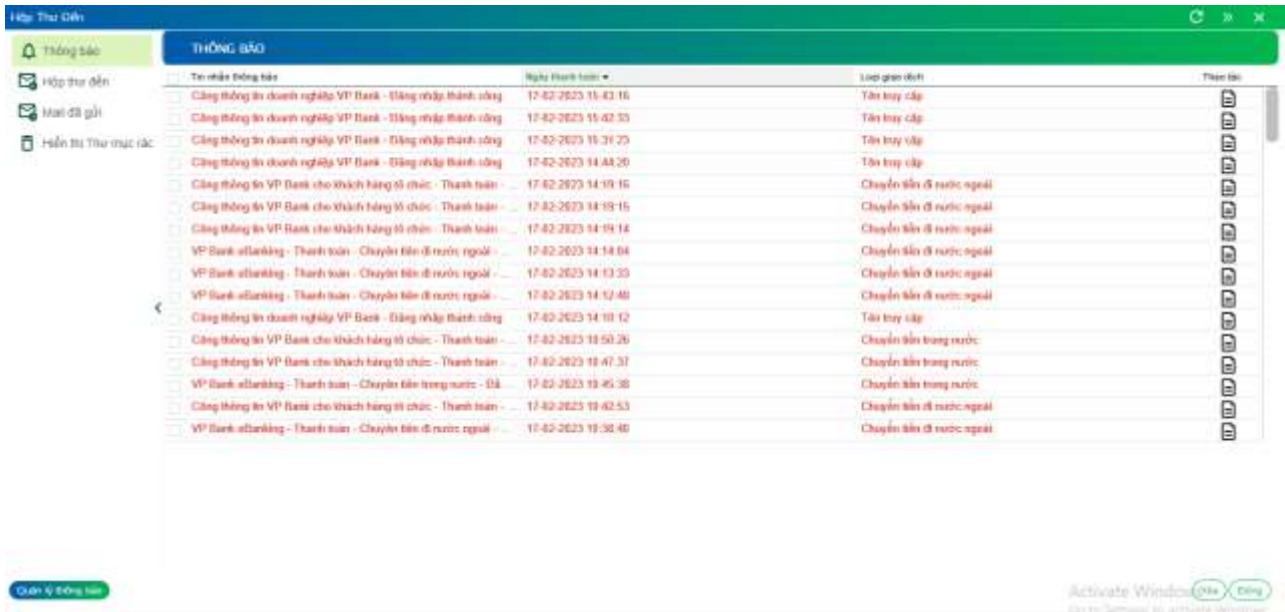 Hộp Thư Đến
Thông báo
Hộp thư đến
Mail đã gửi
Hiển thị Thư mục rác
THÔNG BÁO
Tin nhắn thông báo Ngày thanh toán Loại giao dịch Thao tác
Cổng thông tin doanh nghiệp VP Bank - Đăng nhập thành công 17-02-2023 15:43:16 Tên truy cập
Cổng thông tin doanh nghiệp VP Bank - Đăng nhập thành công 17-02-2023 15:42:33 Tên truy cập
Cổng thông tin doanh nghiệp VP Bank - Đăng nhập thành công 17-02-2023 15:31:23 Tên truy cập
Cổng thông tin doanh nghiệp VP Bank - Đăng nhập thành công 17-02-2023 14:44:20 Tên truy cập
Cổng thông tin VP Bank cho khách hàng tổ chức - Thanh toán - ... 17-02-2023 14:19:16 Chuyển tiền đi nước ngoài
Cổng thông tin VP Bank cho khách hàng tổ chức - Thanh toán - ... 17-02-2023 14:19:15 Chuyển tiền đi nước ngoài
Cổng thông tin VP Bank cho khách hàng tổ chức - Thanh toán - ... 17-02-2023 14:19:14 Chuyển tiền đi nước ngoài
VP Bank eBanking - Thanh toán - Chuyển tiền đi nước ngoài - ... 17-02-2023 14:14:04 Chuyển tiền đi nước ngoài
VP Bank eBanking - Thanh toán - Chuyển tiền đi nước ngoài - ... 17-02-2023 14:13:33 Chuyển tiền đi nước ngoài
VP Bank eBanking - Thanh toán - Chuyển tiền đi nước ngoài - ... 17-02-2023 14:12:40 Chuyển tiền đi nước ngoài
Cổng thông tin doanh nghiệp VP Bank - Đăng nhập thành công 17-02-2023 14:10:12 Tên truy cập
Cổng thông tin VP Bank cho khách hàng tổ chức - Thanh toán - ... 17-02-2023 10:50:26 Chuyển tiền trong nước
Cổng thông tin VP Bank cho khách hàng tổ chức - Thanh toán - ... 17-02-2023 10:47:37 Chuyển tiền trong nước
VP Bank eBanking - Thanh toán - Chuyển tiền trong nước - Đã ... 17-02-2023 10:45:38 Chuyển tiền trong nước
Cổng thông tin VP Bank cho khách hàng tổ chức - Thanh toán - ... 17-02-2023 10:42:53 Chuyển tiền đi nước ngoài
VP Bank eBanking - Thanh toán - Chuyển tiền đi nước ngoài - ... 17-02-2023 10:38:40 Chuyển tiền đi nước ngoài
Quản lý thông báo
Activate Windows Xóa Đóng